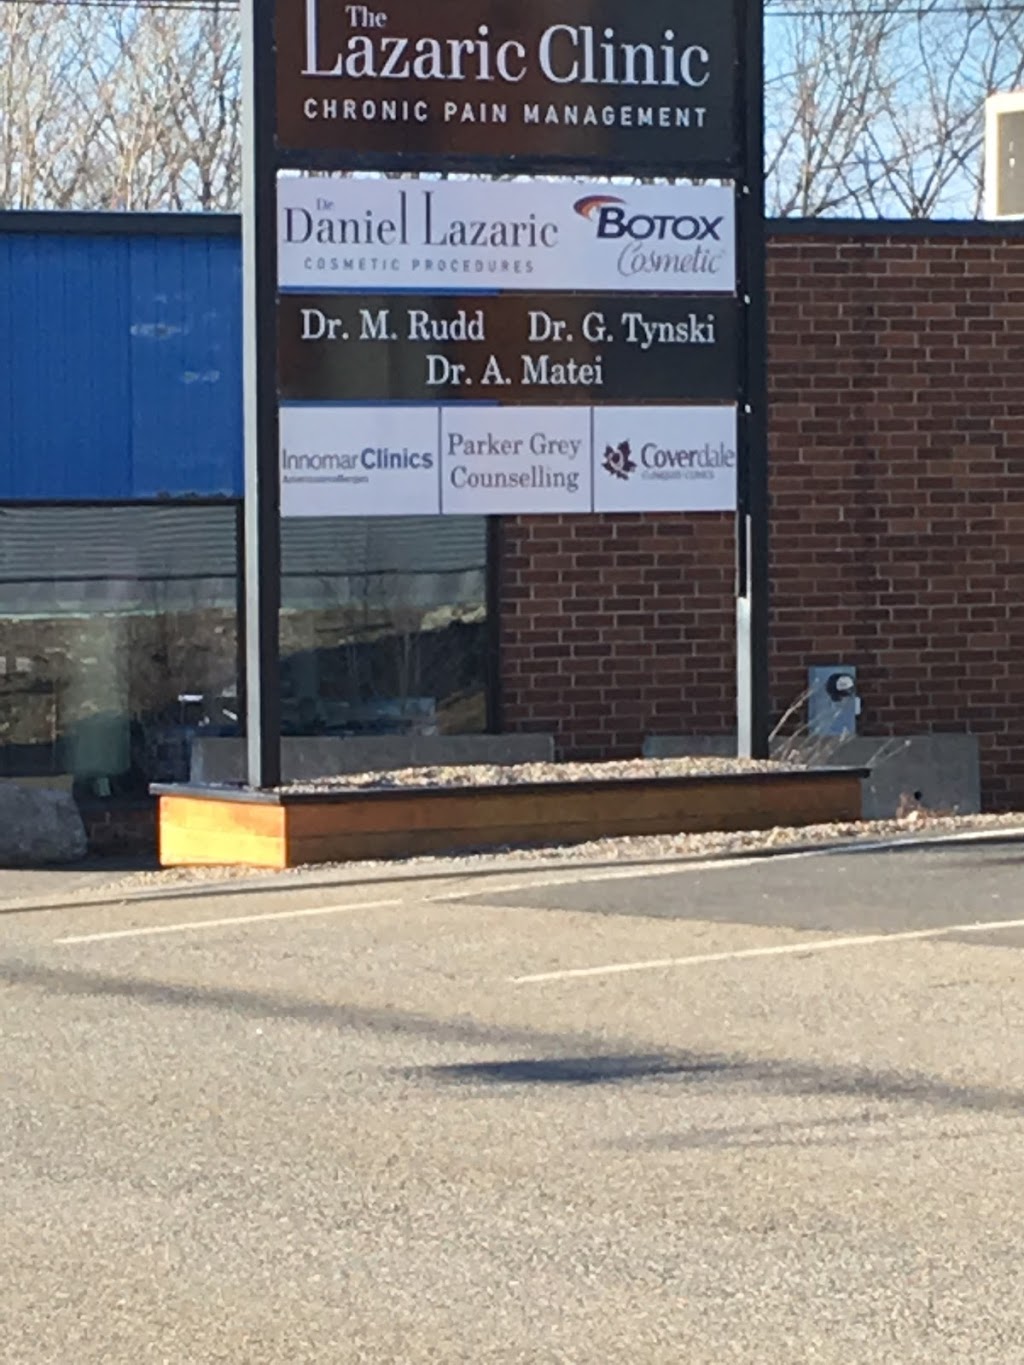 The
Lazaric Clinic
CHRONIC PAIN MANAGEMENT
Dr
Daniel Lazaric
COSMETIC PROCEDURES
BOTOX
Cosmetic
Dr. M. Rudd Dr. G. Tynski
Dr. A. Matei
InnomarClinics
Parker Grey
Counselling
Coverdale